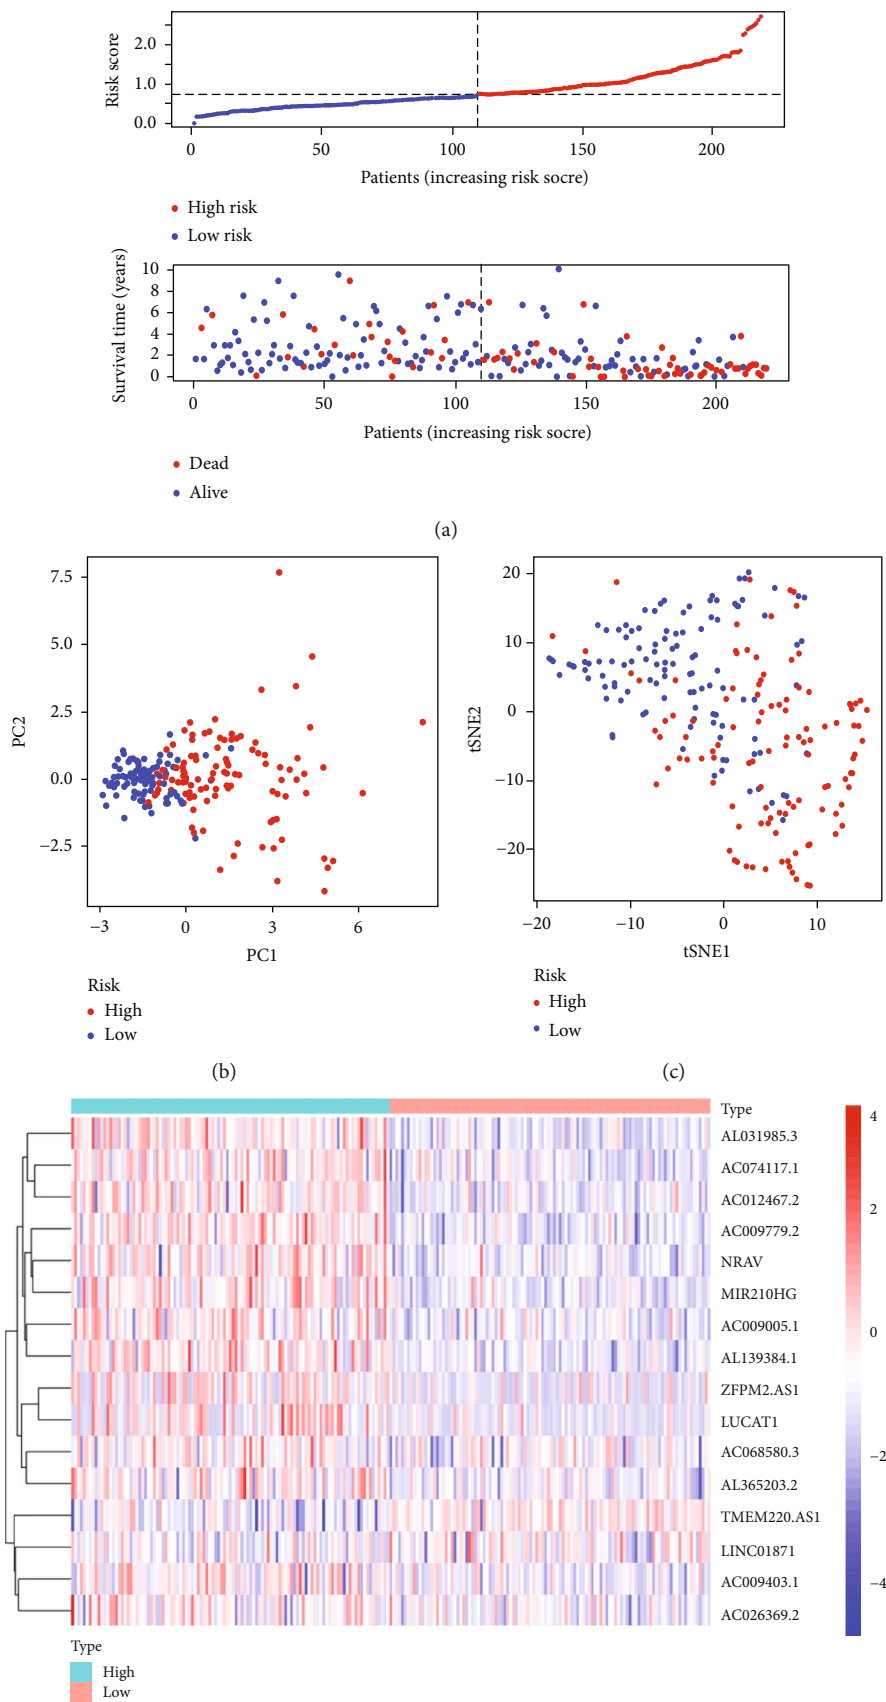 2.0
1.0
0.0
Risk score
0 50 100 150 200
Patients (increasing risk socre)
High risk
Low risk
10
8
6
4
2
0
Survival time (years)
0 50 100 150 200
Patients (increasing risk socre)
Dead
Alive
(a)
7.5
5.0
2.5
0.0
−2.5
PC2
−3 0 3 6
PC1
Risk
High
Low
(b)
20
10
0
−10
−20
tSNE2
−20 −10 0 10
tSNE1
Risk
High
Low
(c)
Type
AL031985.3
AC074117.1
AC012467.2
AC009779.2
NRAV
MIR210HG
AC009005.1
AL139384.1
ZFPM2.AS1
LUCAT1
AC068580.3
AL365203.2
TMEM220.AS1
LINC01871
AC009403.1
AC026369.2
4
2
0
−2
−4
Type
High
Low